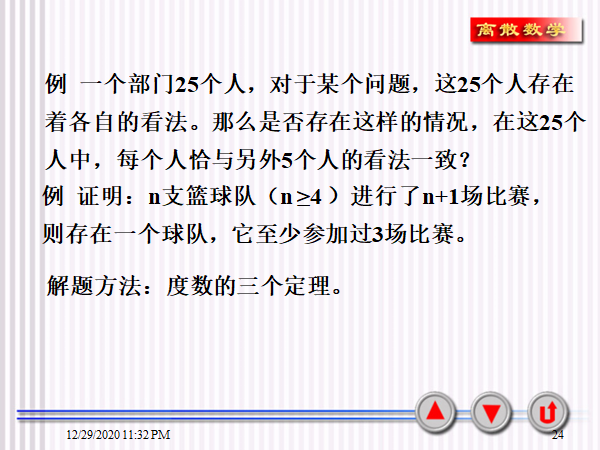 离散数学
例 一个部门25个人，对于某个问题，这25个人存在
着各自的看法。那么是否存在这样的情况，在这25个
人中，每个人恰与另外5个人的看法一致？
例 证明：n支篮球队（n ≥4 ）进行了n+1场比赛，
则存在一个球队，它至少参加过3场比赛。
解题方法：度数的三个定理。
12/29/2020 11:32 PM
24